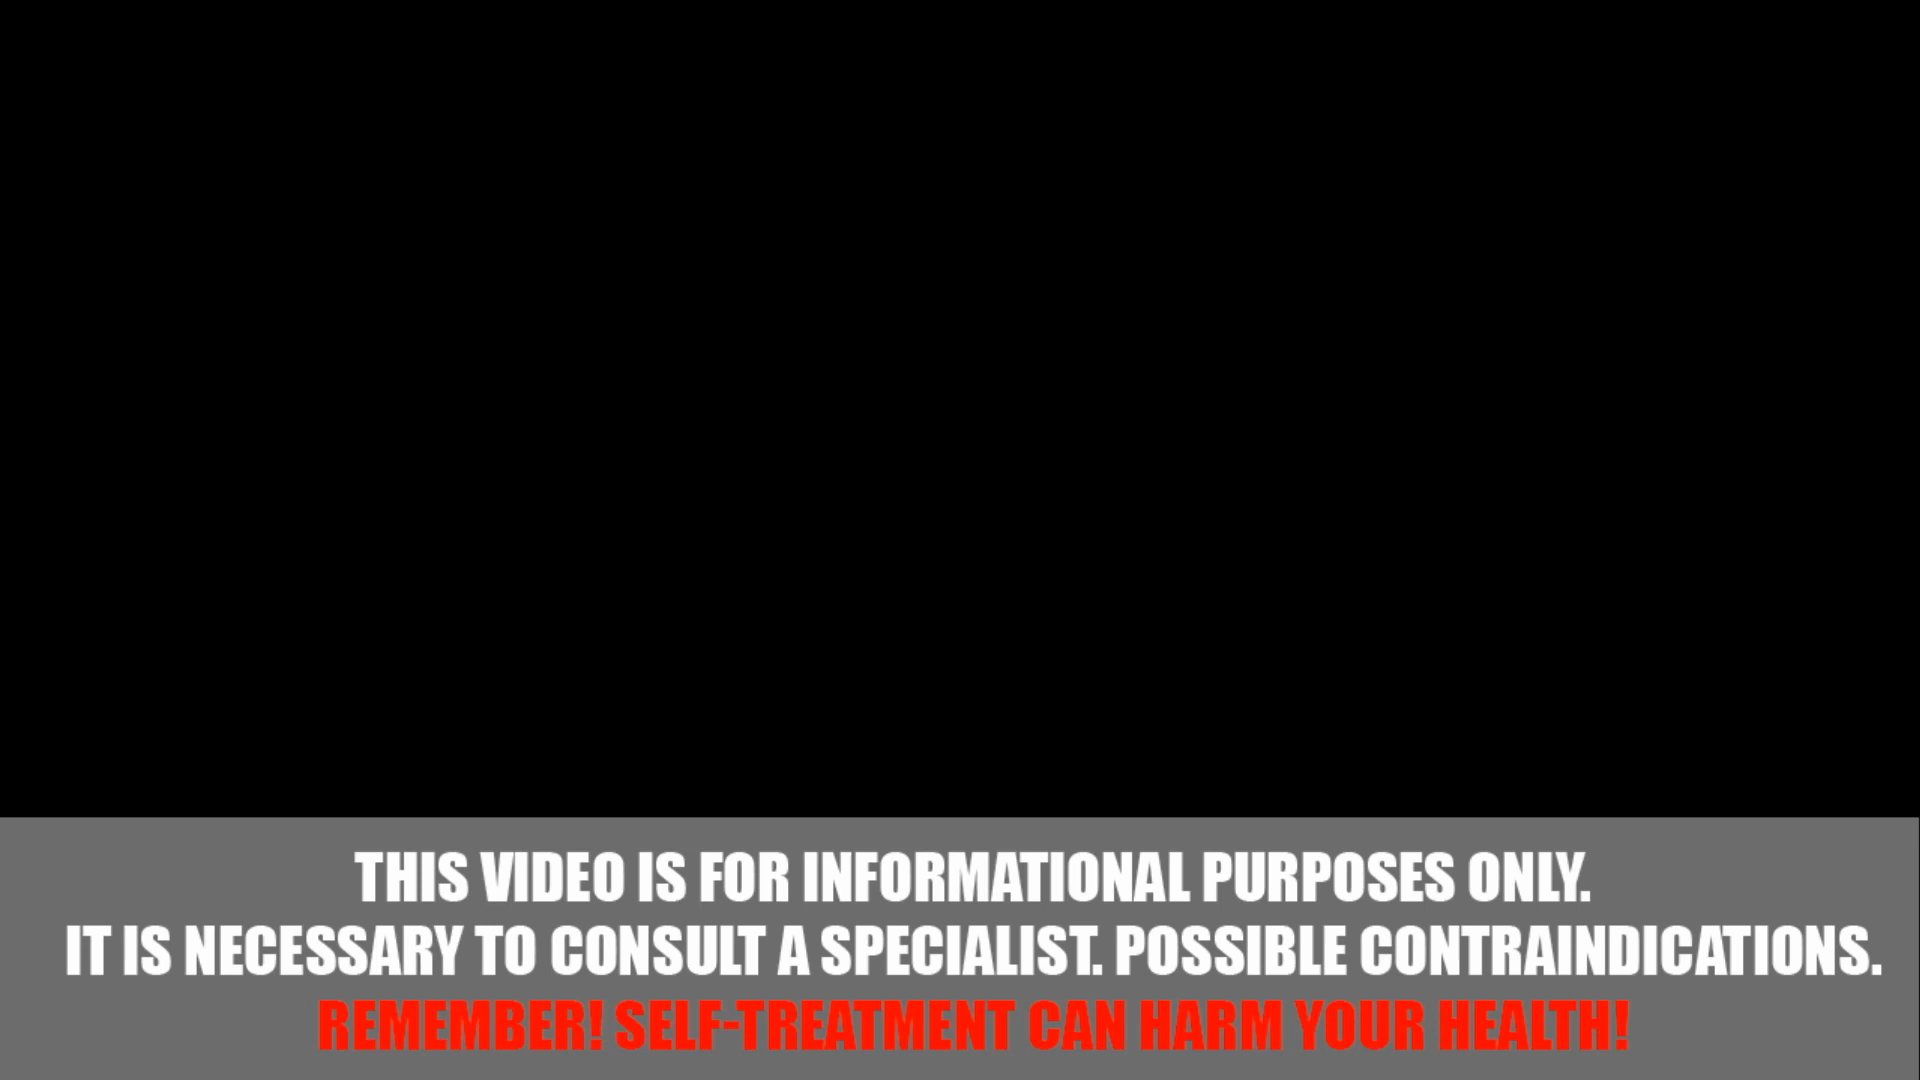 THIS VIDEO IS FOR INFORMATIONAL PURPOSES ONLY.
IT IS NECESSARY TO CONSULT A SPECIALIST. POSSIBLE CONTRAINDICATIONS.
REMEMBER! SELF-TREATMENT CAN HARM YOUR HEALTH!